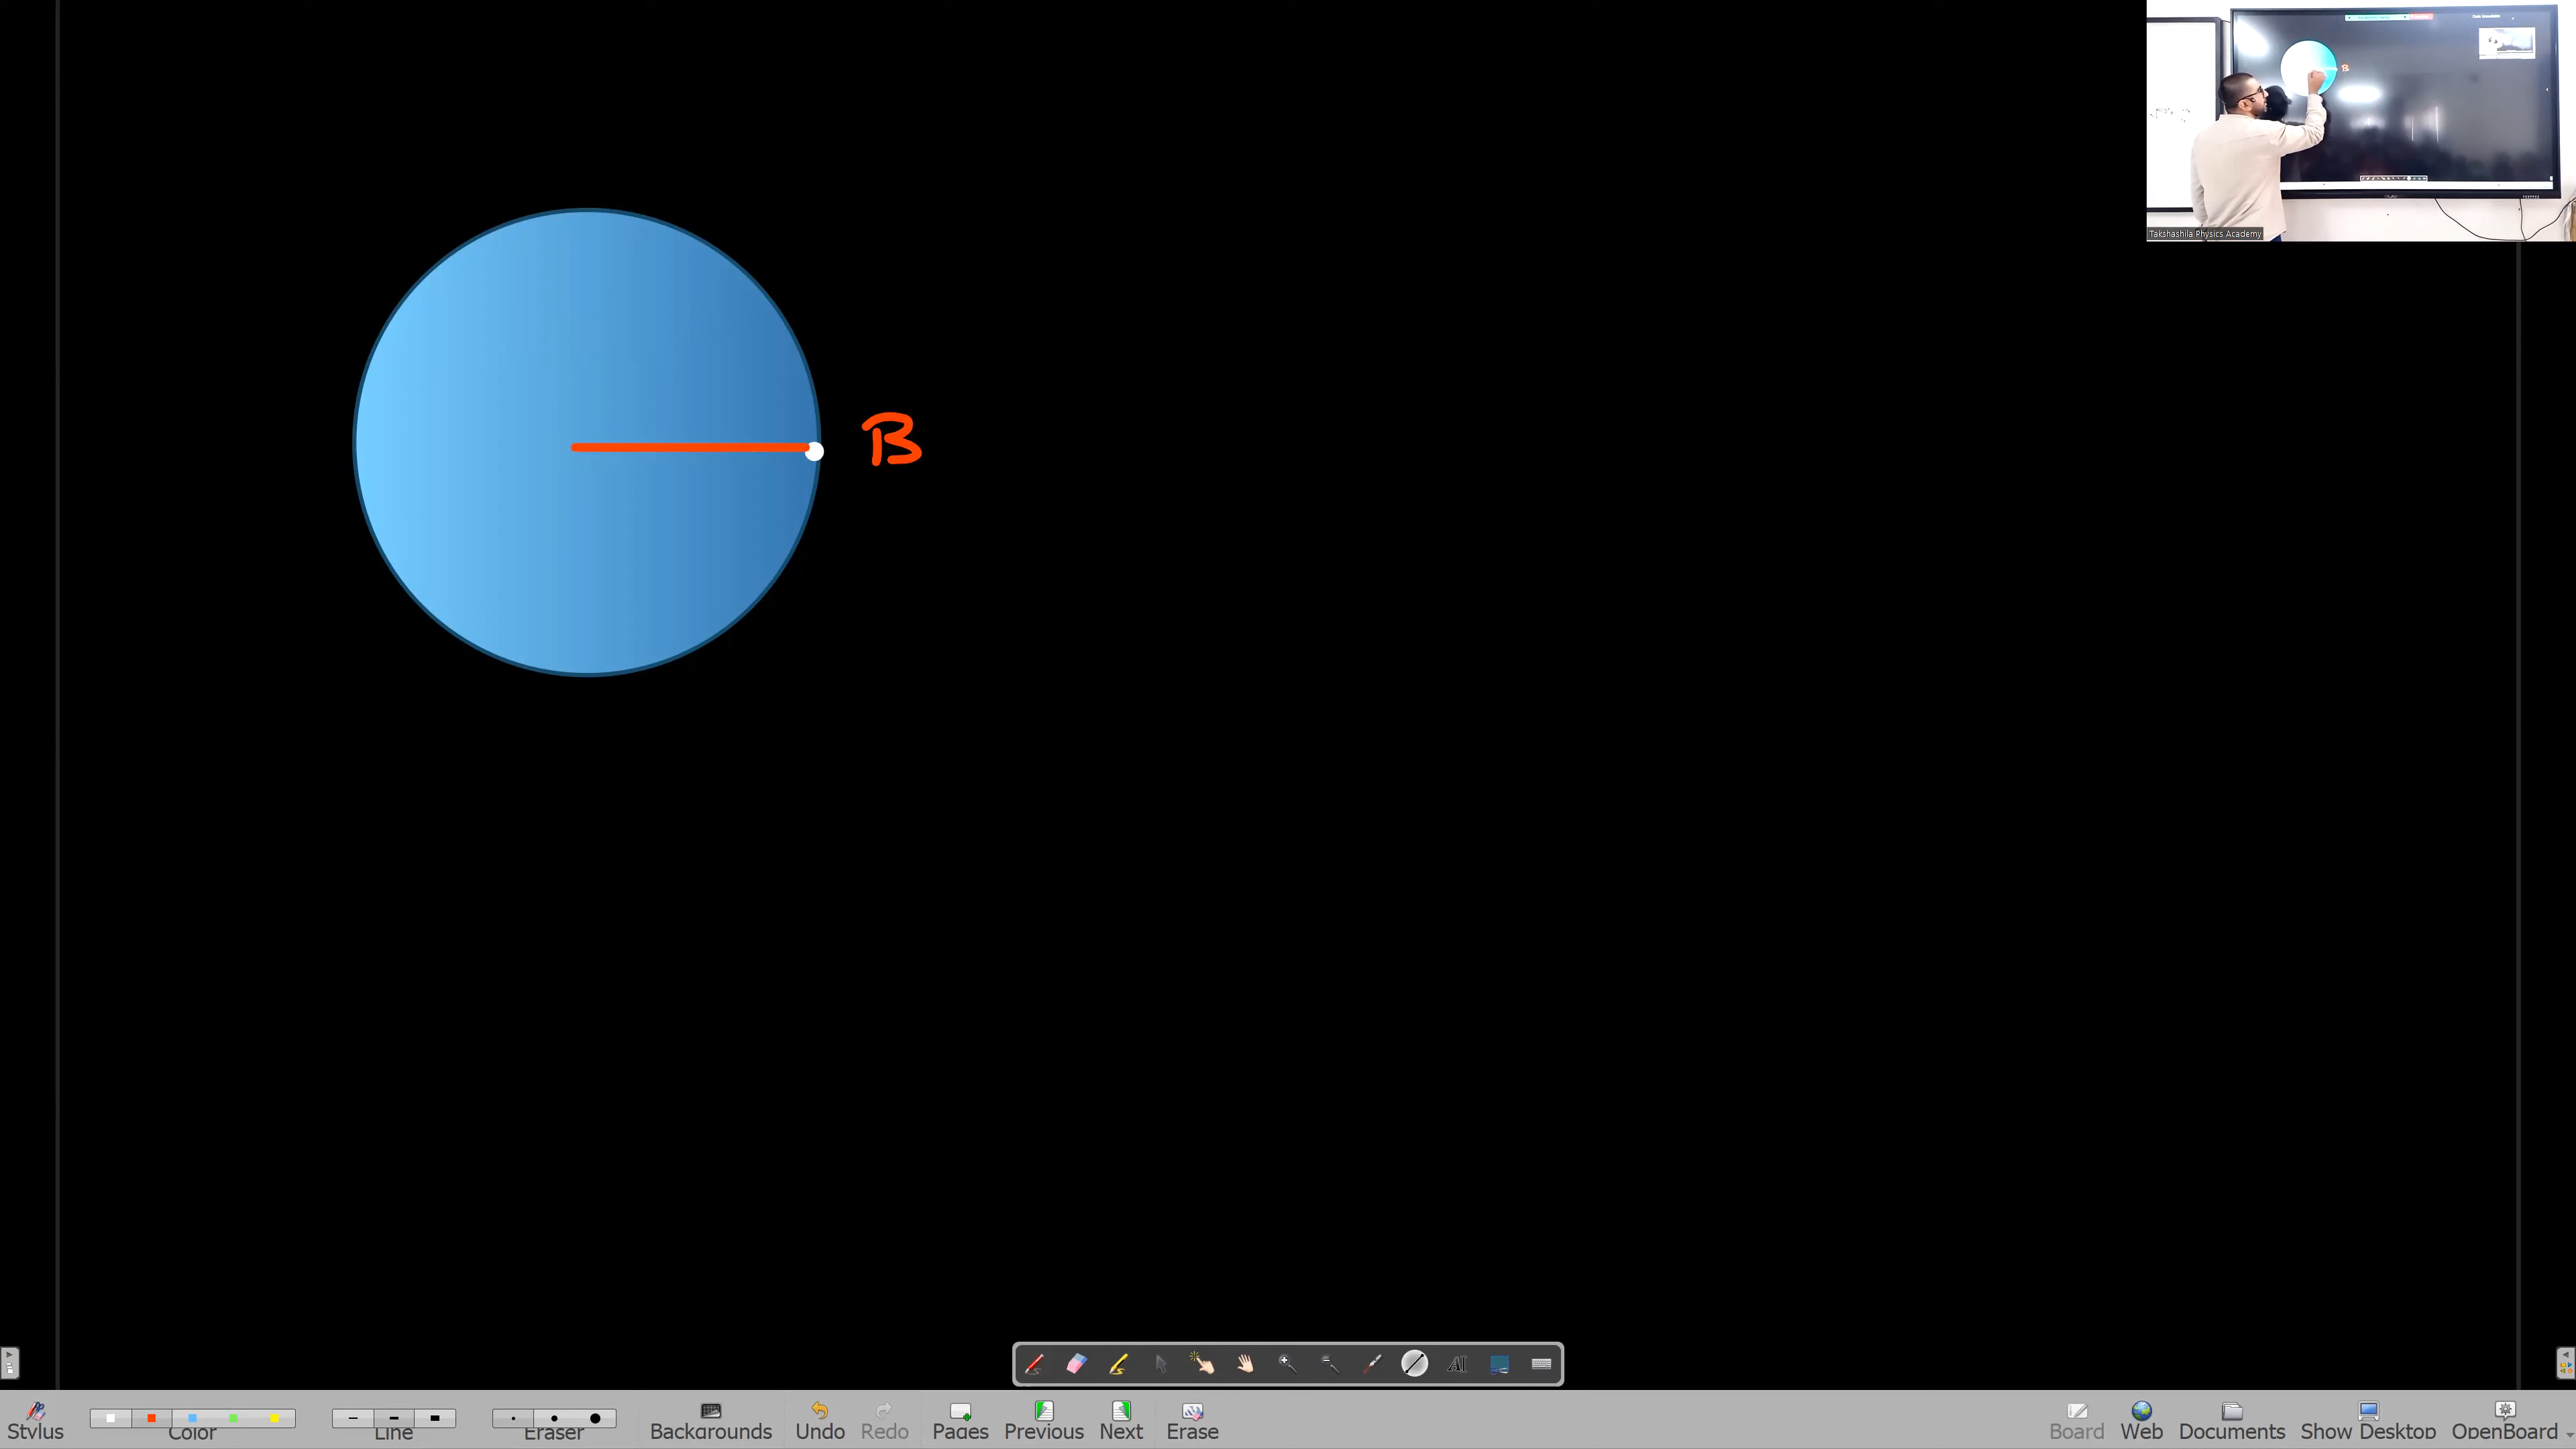 Takshashila Physics Academy
B
Stylus
Color
Line
Eraser
Backgrounds
Undo
Redo
Pages
Previous
Next
Erase
Board
Web
Documents
Show Desktop
OpenBoard